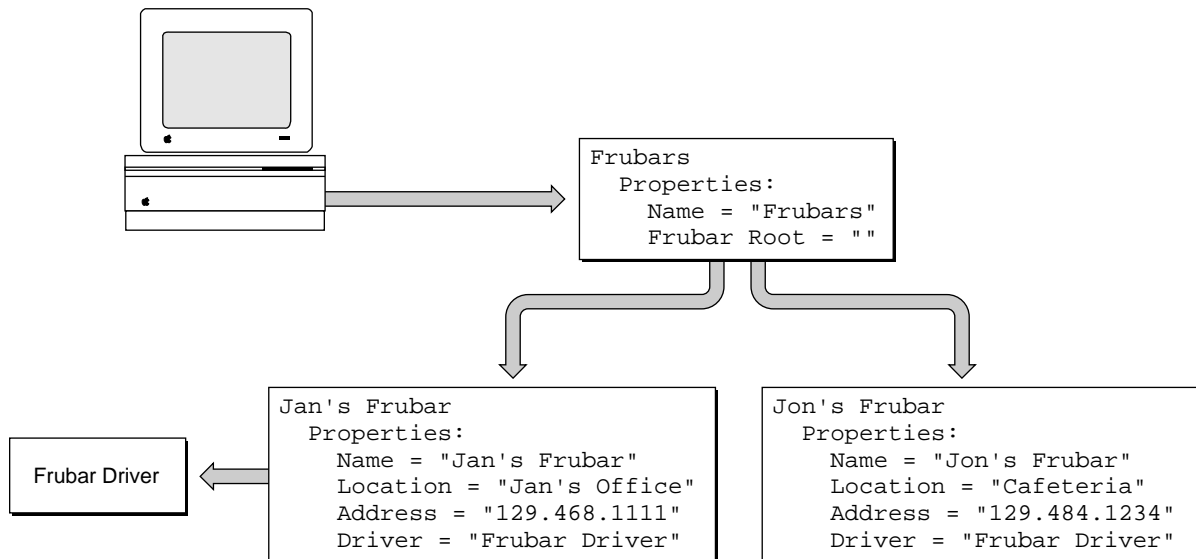 Frubars
Properties:
Name = "Frubars"
Frubar Root = ""
Jan's Frubar
Properties:
Name = "Jan's Frubar"
Location = "Jan's Office"
Address = "129.468.1111"
Driver = "Frubar Driver"
Jon's Frubar
Properties:
Name = "Jon's Frubar"
Location = "Cafeteria"
Address = "129.484.1234"
Driver = "Frubar Driver"
Frubar Driver